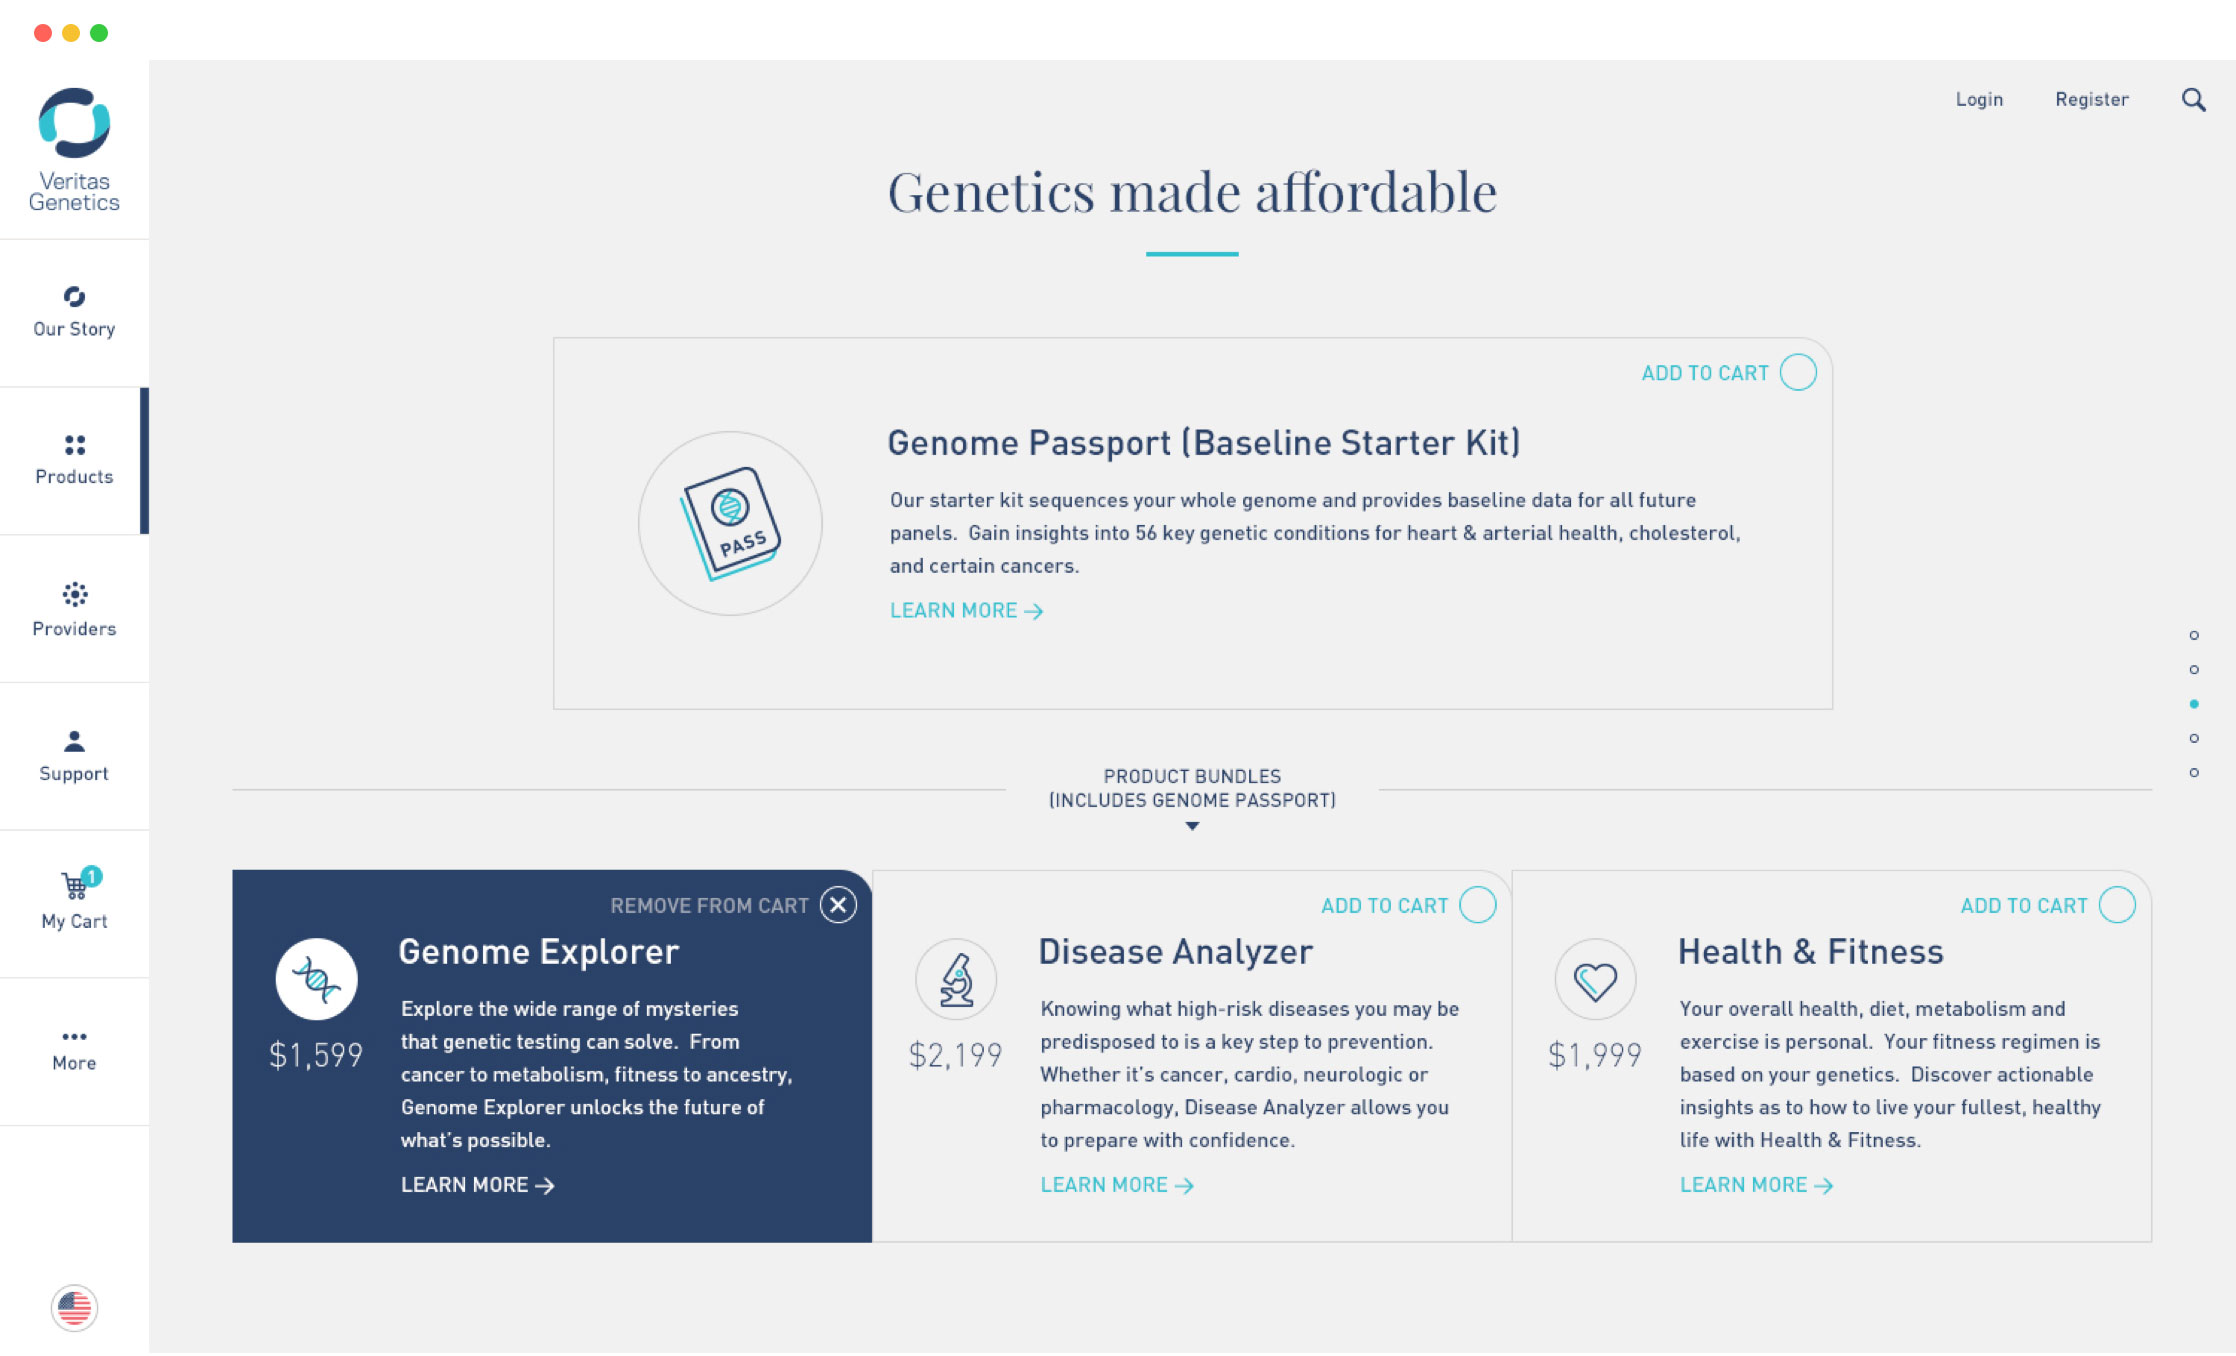 Veritas
Genetics
Our Story
Products
Providers
Support
1
My Cart
More
Login
Register
Genetics made affordable
ADD TO CART
PASS
Genome Passport (Baseline Starter Kit)
Our starter kit sequences your whole genome and provides baseline data for all future
panels. Gain insights into 56 key genetic conditions for heart & arterial health, cholesterol,
and certain cancers.
LEARN MORE →
PRODUCT BUNDLES
(INCLUDES GENOME PASSPORT)
REMOVE FROM CART
Genome Explorer
$1,599
Explore the wide range of mysteries
that genetic testing can solve. From
cancer to metabolism, fitness to ancestry,
Genome Explorer unlocks the future of
what's possible.
LEARN MORE →
ADD TO CART
Disease Analyzer
$2,199
Knowing what high-risk diseases you may be
predisposed to is a key step to prevention.
Whether it's cancer, cardio, neurologic or
pharmacology, Disease Analyzer allows you
to prepare with confidence.
LEARN MORE →
ADD TO CART
Health & Fitness
$1,999
Your overall health, diet, metabolism and
exercise is personal. Your fitness regimen is
based on your genetics. Discover actionable
insights as to how to live your fullest, healthy
life with Health & Fitness.
LEARN MORE →